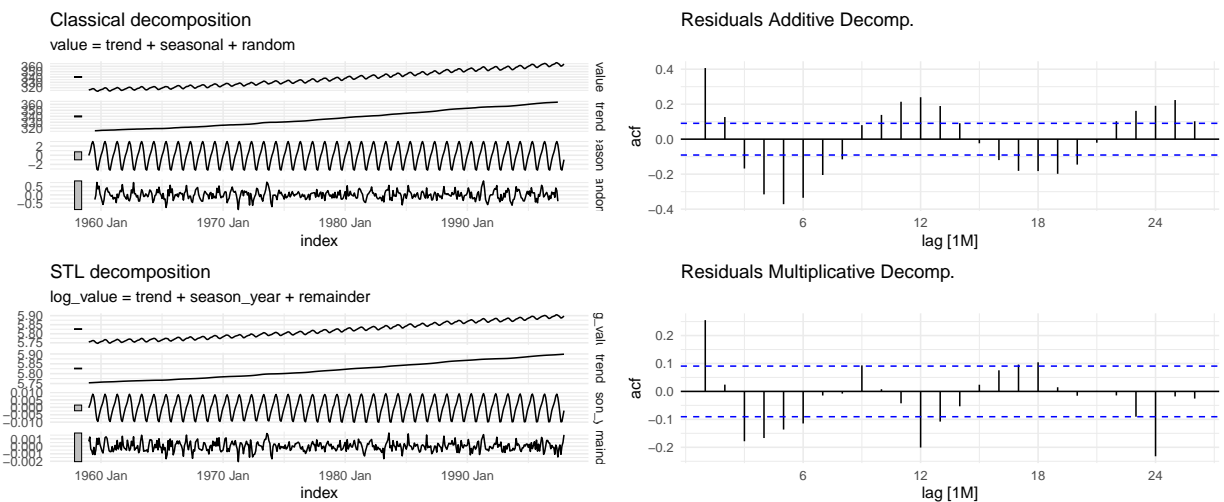 Classical decomposition
value = trend + seasonal + random
360
320
value
360
350
320
trend
2
0
−2
0.5
0.0
−0.5
1960 Jan
1970 Jan
1980 Jan
1990 Jan
index
Residuals Additive Decomp.
0.4
0.2
0.0
−0.2
−0.4
acf
6
12
18
24
lag [1M]
STL decomposition
log_value = trend + season_year + remainder
5.90
5.85
5.80
5.75
5.90
5.85
5.80
5.75
trend
0.010
0.005
0.000
−0.005
−0.010
0.001
0.000
−0.001
−0.002
1960 Jan
1970 Jan
1980 Jan
1990 Jan
index
Residuals Multiplicative Decomp.
0.2
0.1
0.0
−0.1
−0.2
acf
6
12
18
24
lag [1M]